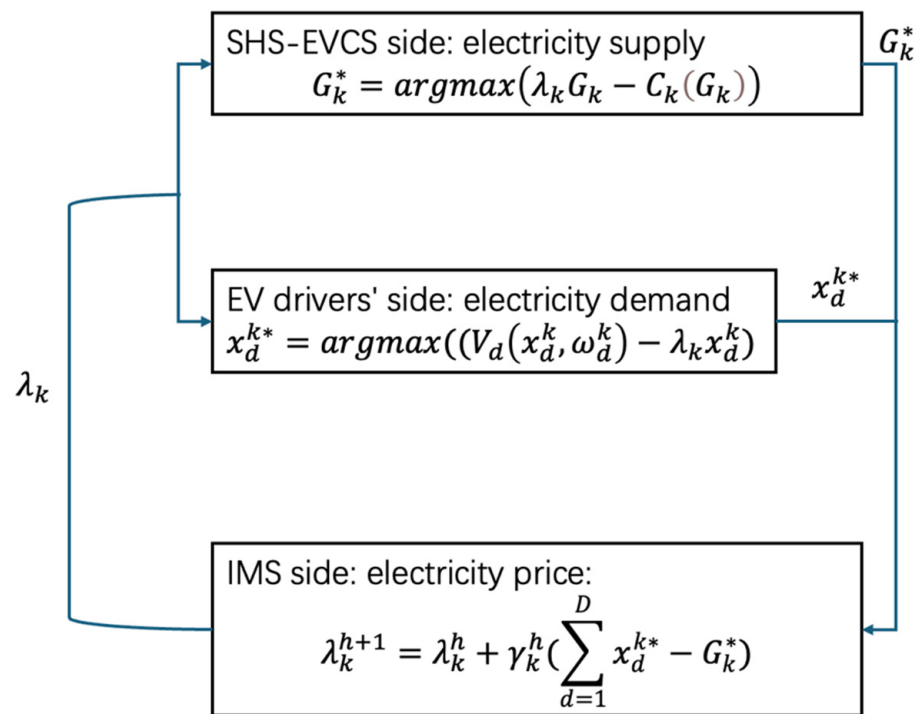 SHS-EVCS side: electricity supply
G_k^* = argmax(λ_k G_k − C_k(G_k))
G_k^*
EV drivers' side: electricity demand
x_d^{k*} = argmax((V_d(x_d^k, ω_d^k) − λ_k x_d^k)
x_d^{k*}
λ_k
IMS side: electricity price:
λ_k^{h+1} = λ_k^h + γ_k^h(∑_{d=1}^{D} x_d^{k*} − G_k^*)